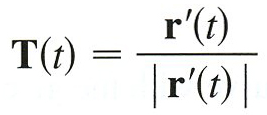 T(t) = r′(t) / | r′(t) |